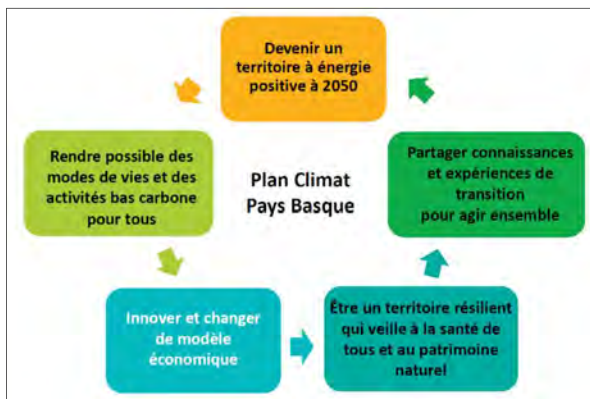 Devenir un
territoire à énergie
positive à 2050
Rendre possible des
modes de vies et des
activités bas carbone
pour tous
Plan Climat
Pays Basque
Partager connaissances
et expériences de
transition
pour agir ensemble
Innover et changer
de modèle
économique
Être un territoire résilient
qui veille à la santé de
tous et au patrimoine
naturel